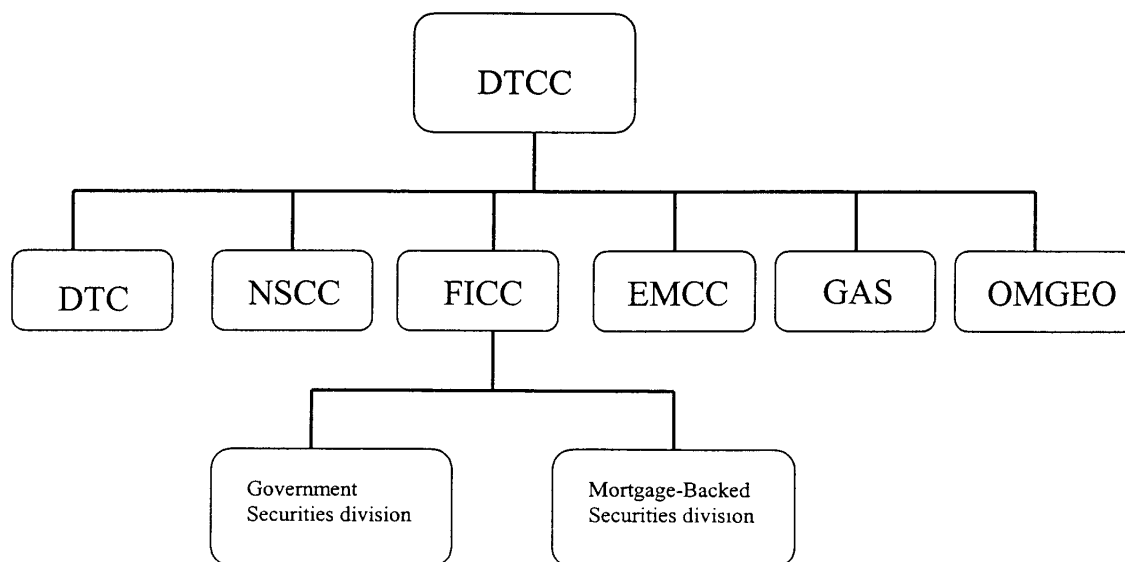 DTCC
DTC
NSCC
FICC
EMCC
GAS
OMGEO
Government
Securities division
Mortgage-Backed
Securities division